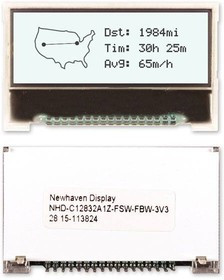 Dst: 1984mi
Tim: 30h 25m
Avg: 65m/h
Newhaven Display
NHD-C12832A1Z-FSW-FBW-3V3
28 15-113824